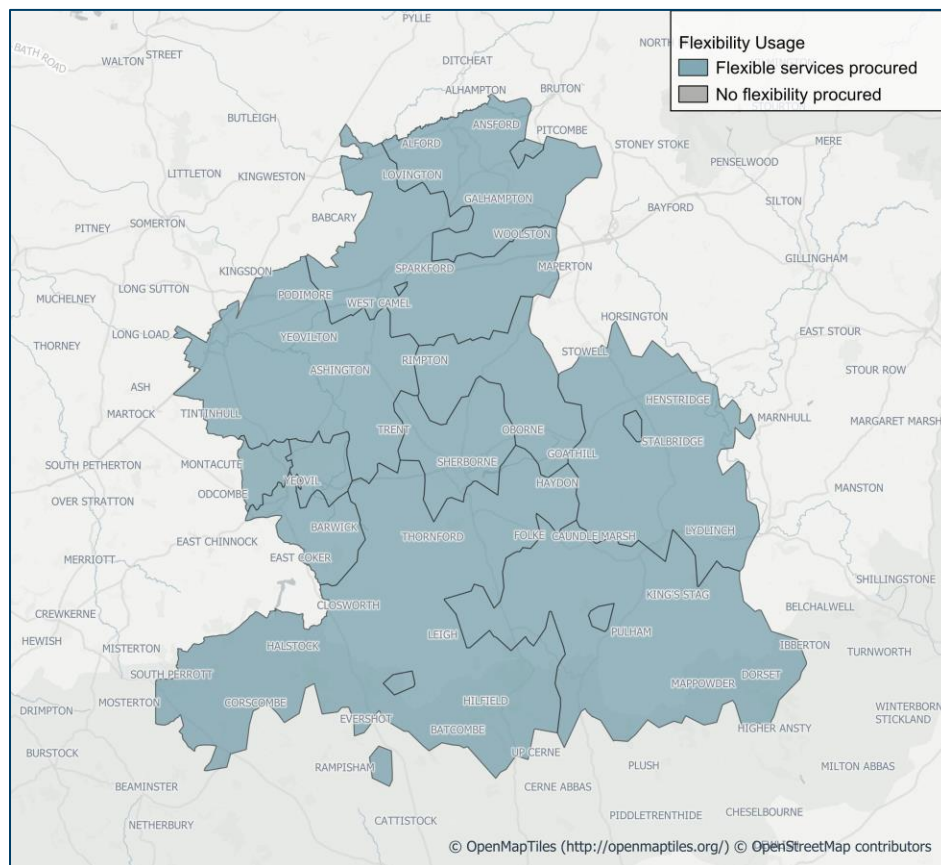 PYLLE
BATH ROAD
WALTON
STREET
DITCHEAT
NORTH
Flexibility Usage
Flexible services procured
No flexibility procured
ALHAMPTON
BRUTON
BUTLEIGH
ANSFORD
PITCOMBE
ALFORD
STONEY STOKE
MERE
PENSELWOOD
LITTLETON
KINGWESTON
LOVINGTON
GALHAMPTON
SILTON
BAYFORD
BABCARY
PITNEY
SOMERTON
WOOLSTON
GILLINGHAM
KINGSDON
SPARKFORD
MAPERTON
LONG SUTTON
MUCHELNEY
PODIMORE
WEST CAMEL
HORSINGTON
LONG LOAD
YEOVILTON
EAST STOUR
THORNEY
RIMPTON
STOWELL
ASHINGTON
STOUR ROW
ASH
HENSTRIDGE
MARTOCK
TINTINHULL
MARNHULL
MARGARET MARSH
TRENT
OBORNE
STALBRIDGE
GOATHILL
SOUTH PETHERTON
MONTACUTE
SHERBORNE
YEOVIL
HAYDON
MANSTON
ODCOMBE
OVER STRATTON
BARWICK
LYDLINCH
THORNFORD
FOLKE
CAUNDLE MARSH
EAST CHINNOCK
EAST COKER
MERRIOTT
SHILLINGSTONE
KING'S STAG
CLOSWORTH
BELCHALWELL
CREWKERNE
HEWISH
LEIGH
PULHAM
MISTERTON
HALSTOCK
IBBERTON
TURNWORTH
SOUTH PERROTT
DORSET
MAPPOWDER
MOSTERTON
CORSCOMBE
HILFIELD
DRIMPTON
WINTERBORN
STICKLAND
EVERSHOT
BATCOMBE
HIGHER ANSTY
BURSTOCK
UP CERNE
RAMPISHAM
PLUSH
MILTON ABBAS
BEAMINSTER
CERNE ABBAS
CHESELBOURNE
PIDDLETRENTHIDE
NETHERBURY
CATTISTOCK
© OpenMapTiles (http://openmaptiles.org/) © OpenStreetMap contributors